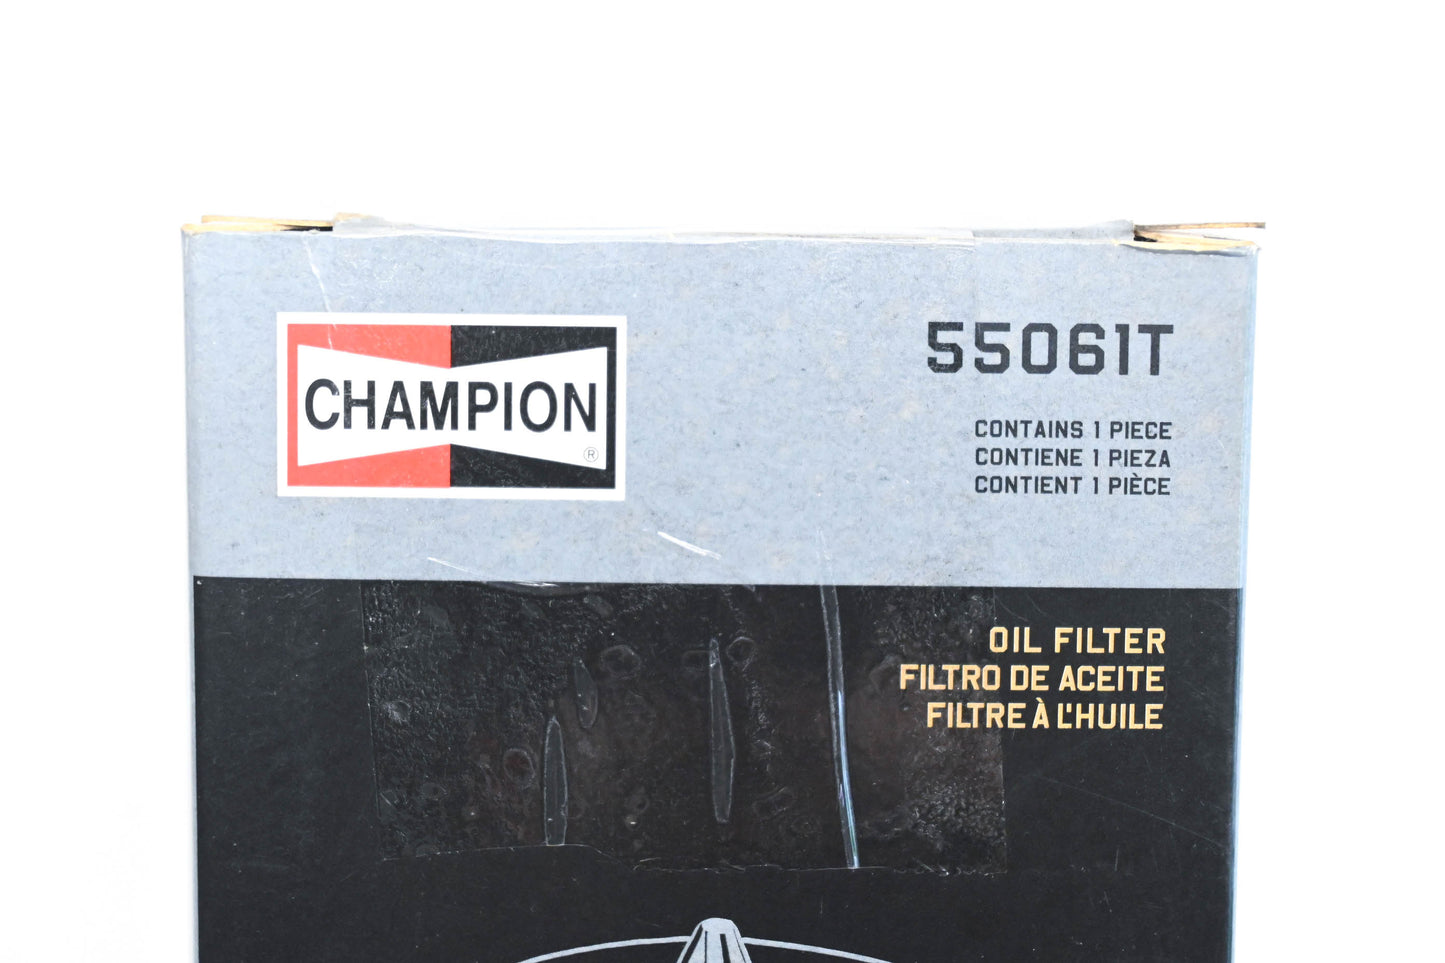 CHAMPION
®
55061T
CONTAINS 1 PIECE
CONTIENE 1 PIEZA
CONTIENT 1 PIÈCE
OIL FILTER
FILTRO DE ACEITE
FILTRE À L'HUILE